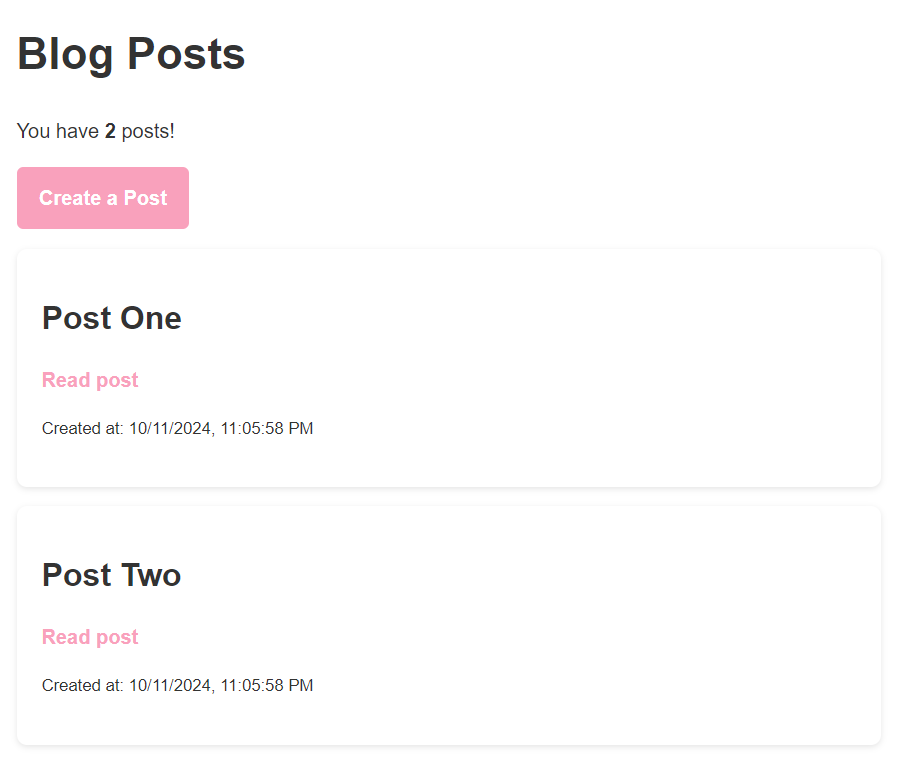 Blog Posts
You have 2 posts!
Create a Post
Post One
Read post
Created at: 10/11/2024, 11:05:58 PM
Post Two
Read post
Created at: 10/11/2024, 11:05:58 PM